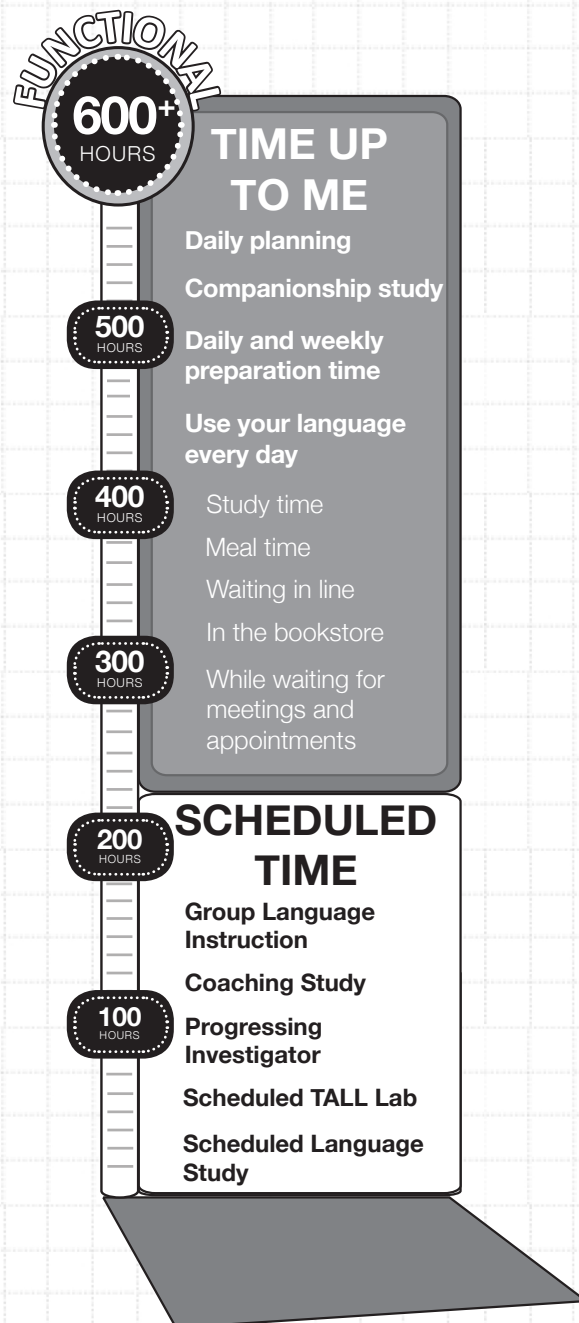 FUNCTIONAL
600+
HOURS
TIME UP
TO ME
Daily planning
Companionship study
500
HOURS
Daily and weekly
preparation time
Use your language
every day
400
HOURS
Study time
Meal time
Waiting in line
In the bookstore
300
HOURS
While waiting for
meetings and
appointments
200
HOURS
SCHEDULED
TIME
Group Language
Instruction
Coaching Study
100
HOURS
Progressing
Investigator
Scheduled TALL Lab
Scheduled Language
Study